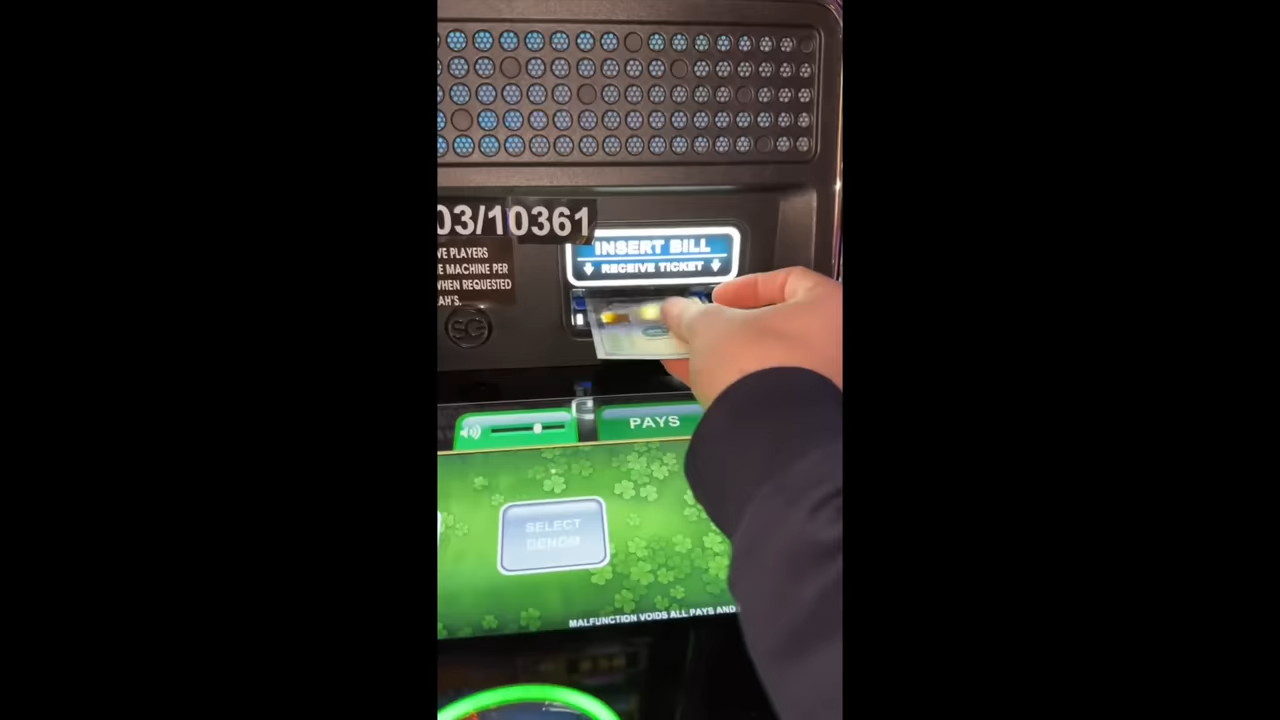 03/10361
INSERT BILL
RECEIVE TICKET
VE PLAYERS
E MACHINE PER
WHEN REQUESTED
AH'S.
SG
PAYS
SELECT
DENOM
MALFUNCTION VOIDS ALL PAYS AND